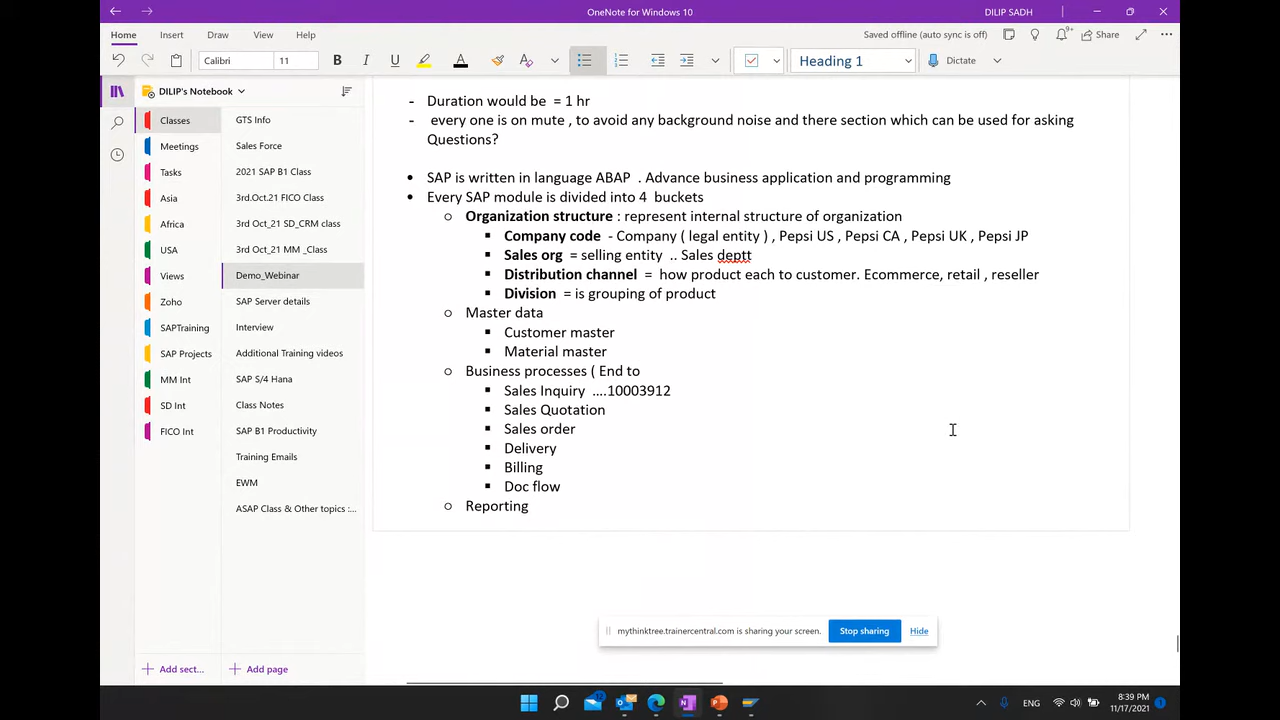 OneNote for Windows 10
DILIP SADH
Home Insert Draw View Help
Saved offline (auto sync is off)
9+
Share
Calibri 11 B I U A
Heading 1
Dictate
DILIP's Notebook
Classes
Meetings
Tasks
Asia
Africa
USA
Views
Zoho
SAPTraining
SAP Projects
MM Int
SD Int
FICO Int
Add sect...
GTS Info
Sales Force
2021 SAP B1 Class
3rd.Oct.21 FICO Class
3rd Oct_21 SD_CRM class
3rd Oct_21 MM _Class
Demo_Webinar
SAP Server details
Interview
Additional Training videos
SAP S/4 Hana
Class Notes
SAP B1 Productivity
Training Emails
EWM
ASAP Class & Other topics :...
Add page
- Duration would be = 1 hr
- every one is on mute , to avoid any background noise and there section which can be used for asking
Questions?
• SAP is written in language ABAP . Advance business application and programming
• Every SAP module is divided into 4 buckets
○ Organization structure : represent internal structure of organization
▪ Company code - Company ( legal entity ) , Pepsi US , Pepsi CA , Pepsi UK , Pepsi JP
▪ Sales org = selling entity .. Sales deptt
▪ Distribution channel = how product each to customer. Ecommerce, retail , reseller
▪ Division = is grouping of product
○ Master data
▪ Customer master
▪ Material master
○ Business processes ( End to
▪ Sales Inquiry ....10003912
▪ Sales Quotation
▪ Sales order
▪ Delivery
▪ Billing
▪ Doc flow
○ Reporting
mythinktree.trainercentral.com is sharing your screen. Stop sharing Hide
ENG
8:39 PM
11/17/2021